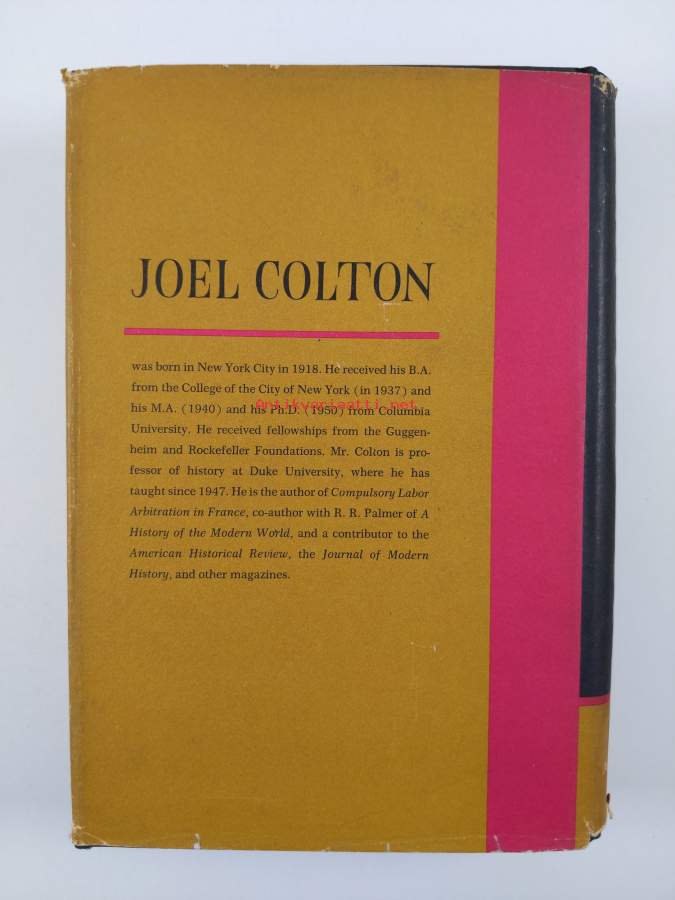 JOEL COLTON
was born in New York City in 1918. He received his B.A.
from the College of the City of New York (in 1937) and
his M.A. (1940) and his Ph.D. (1950) from Columbia
Antikvariaatti.net
University. He received fellowships from the Guggen-
heim and Rockefeller Foundations. Mr. Colton is pro-
fessor of history at Duke University, where he has
taught since 1947. He is the author of Compulsory Labor
Arbitration in France, co-author with R. R. Palmer of A
History of the Modern World, and a contributor to the
American Historical Review, the Journal of Modern
History, and other magazines.